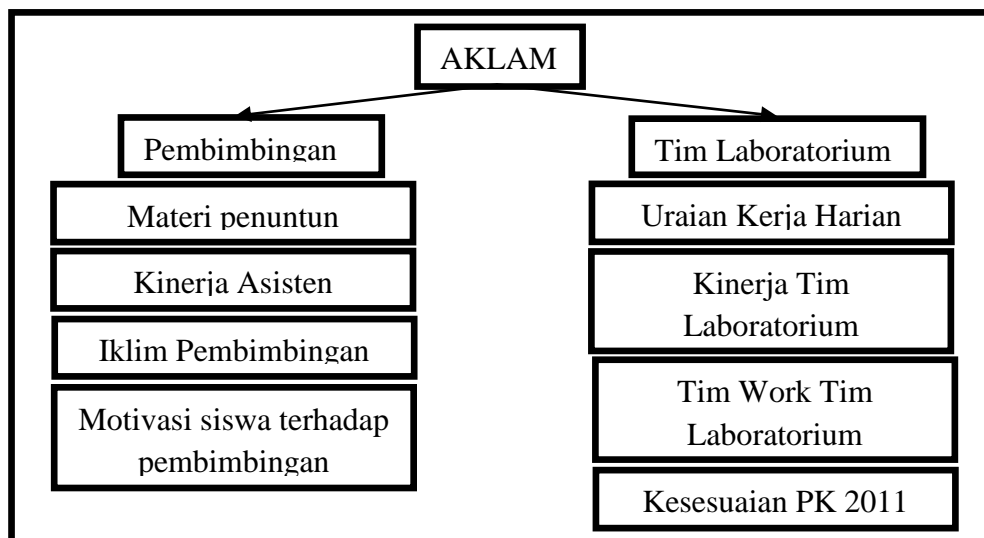 AKLAM
Pembimbingan
Materi penuntun
Kinerja Asisten
Iklim Pembimbingan
Motivasi siswa terhadap
pembimbingan
Tim Laboratorium
Uraian Kerja Harian
Kinerja Tim
Laboratorium
Tim Work Tim
Laboratorium
Kesesuaian PK 2011